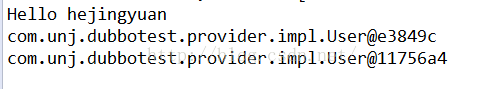 Hello hejingyuan
com.unj.dubbotest.provider.impl.User@e3849c
com.unj.dubbotest.provider.impl.User@11756a4